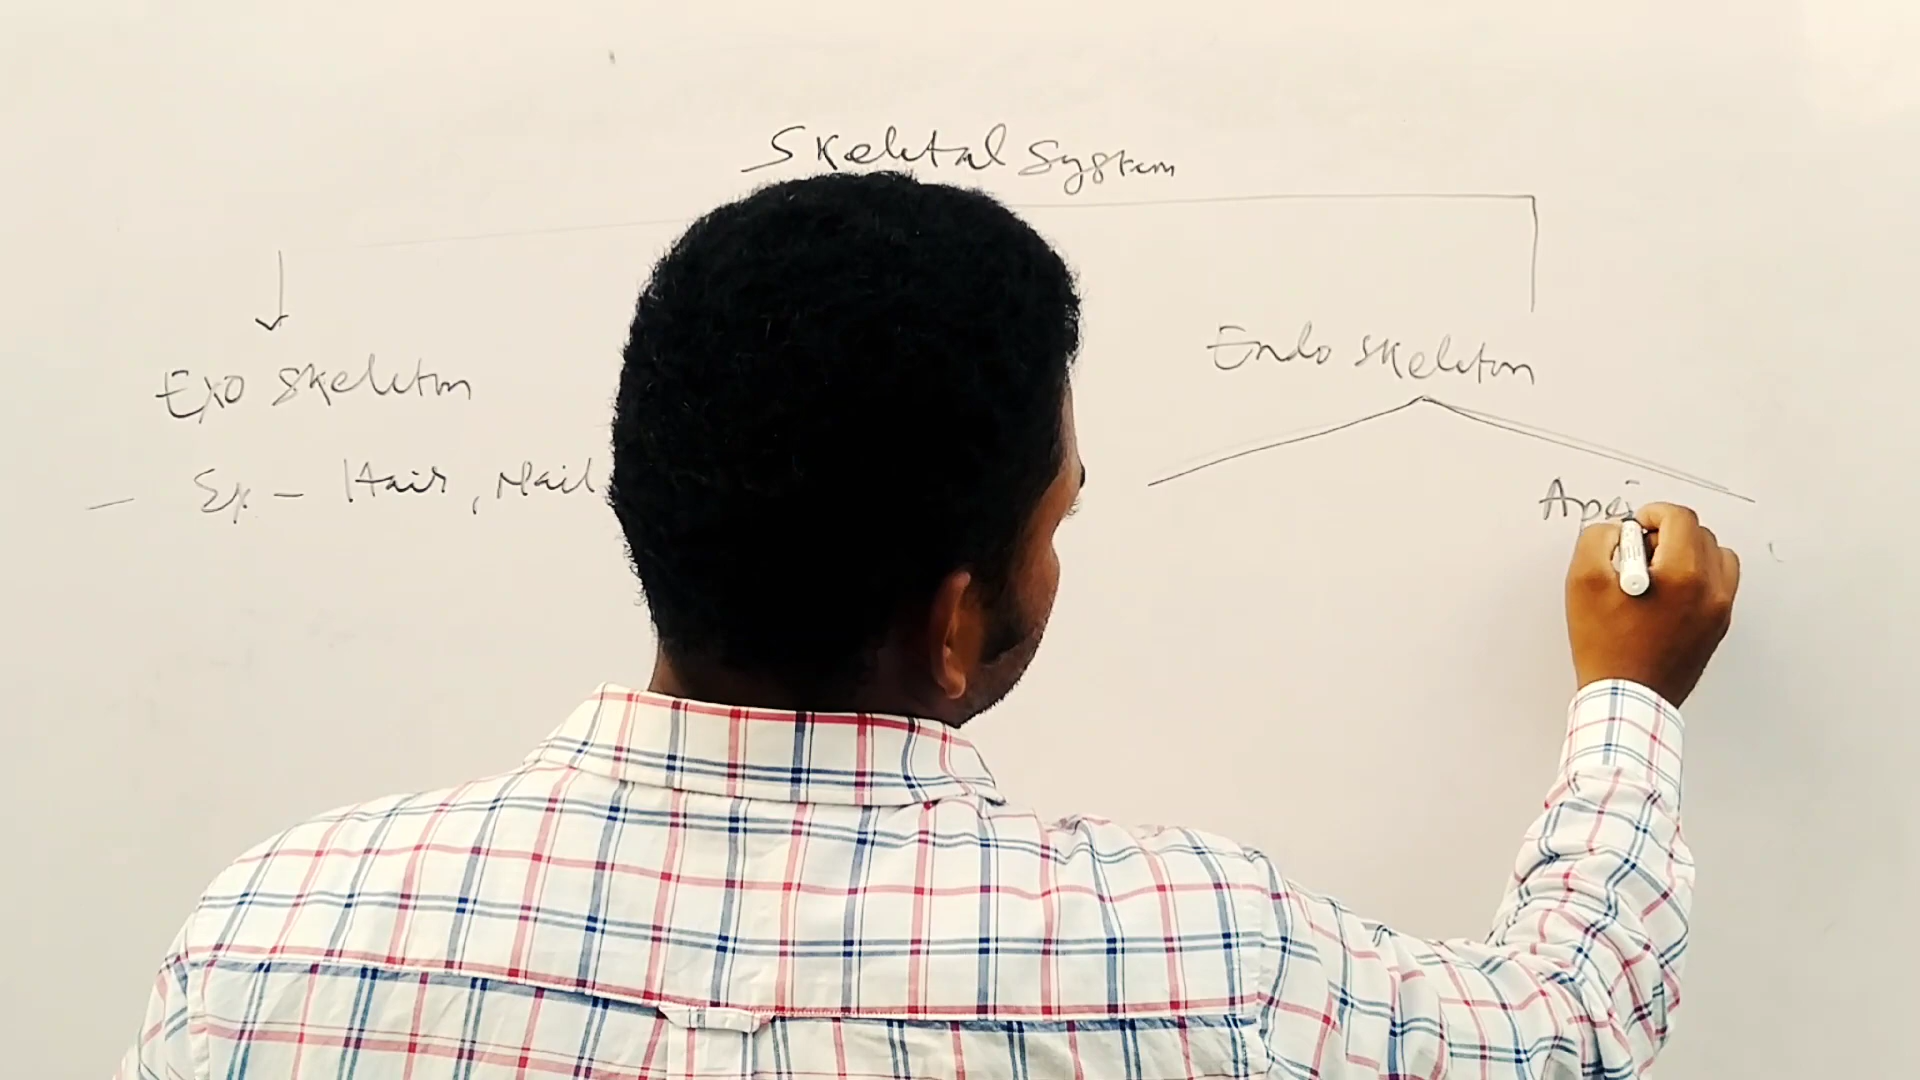 Skeletal System
Exo Skeleton
Endo Skeleton
- Ex - Hair, Nail